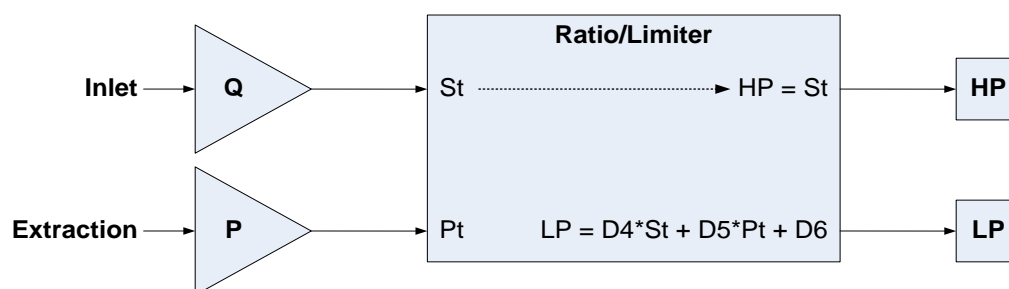 Ratio/Limiter
Inlet Q St HP = St HP
Extraction P Pt LP = D4*St + D5*Pt + D6 LP